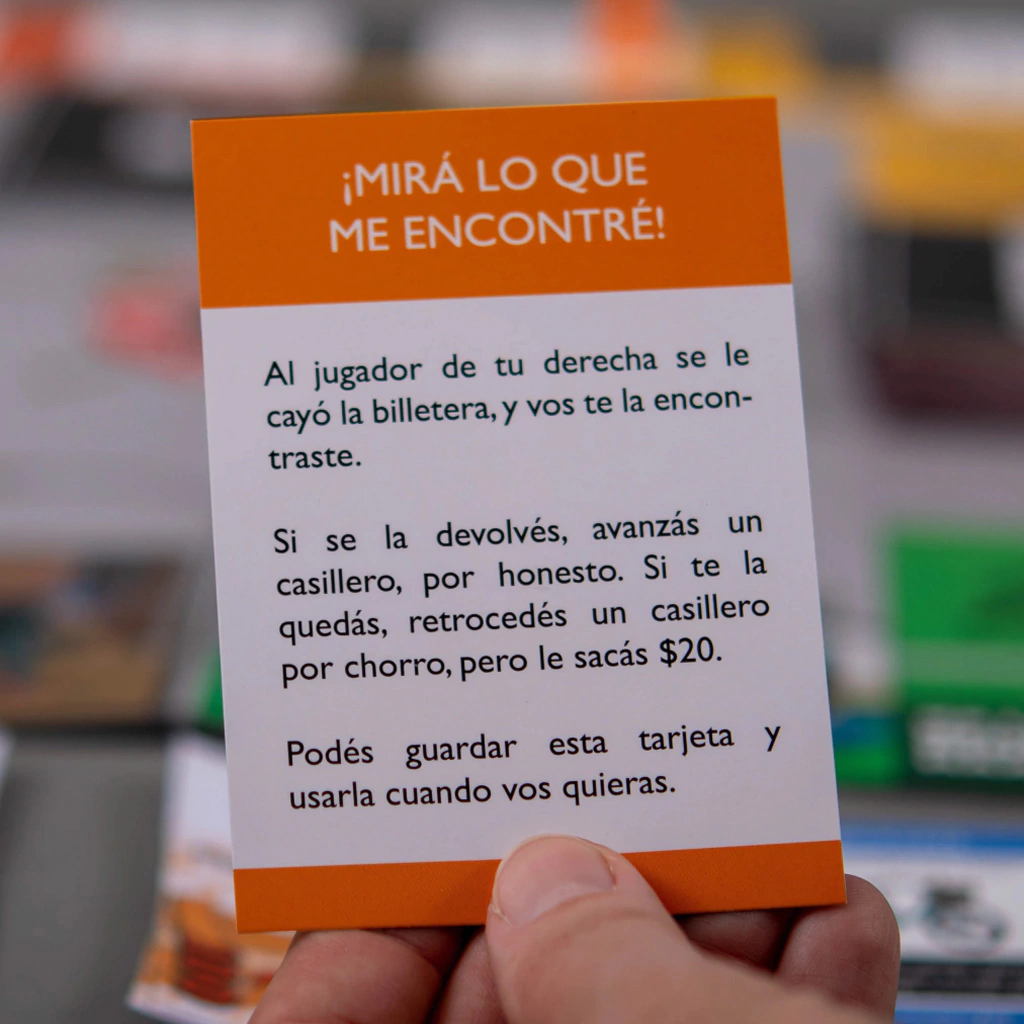 ¡MIRÁ LO QUE
ME ENCONTRÉ!
Al jugador de tu derecha se le
cayó la billetera, y vos te la encon-
traste.
Si se la devolvés, avanzás un
casillero, por honesto. Si te la
quedás, retrocedés un casillero
por chorro, pero le sacás $20.
Podés guardar esta tarjeta y
usarla cuando vos quieras.